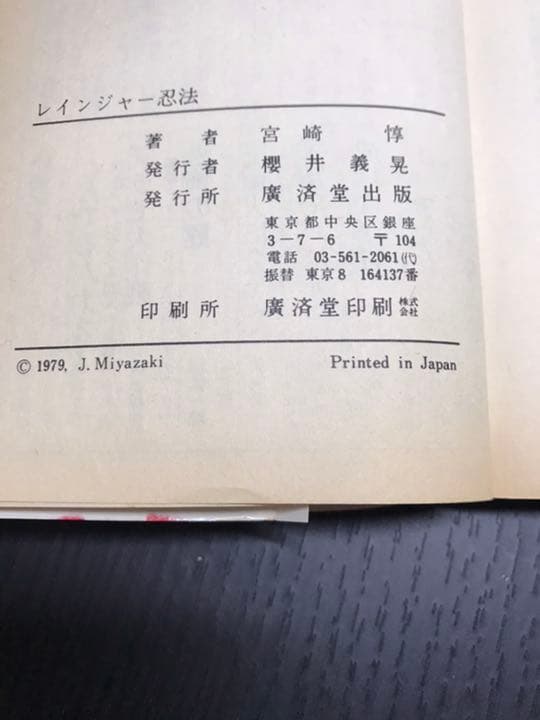 レインジャー忍法
著者 宮崎惇
発行者 櫻井義晃
発行所 廣済堂出版
東京都中央区銀座
3-7-6 〒104
電話 03-561-2061(代)
振替 東京8 164137番
印刷所 廣済堂印刷株式会社
© 1979, J. Miyazaki Printed in Japan